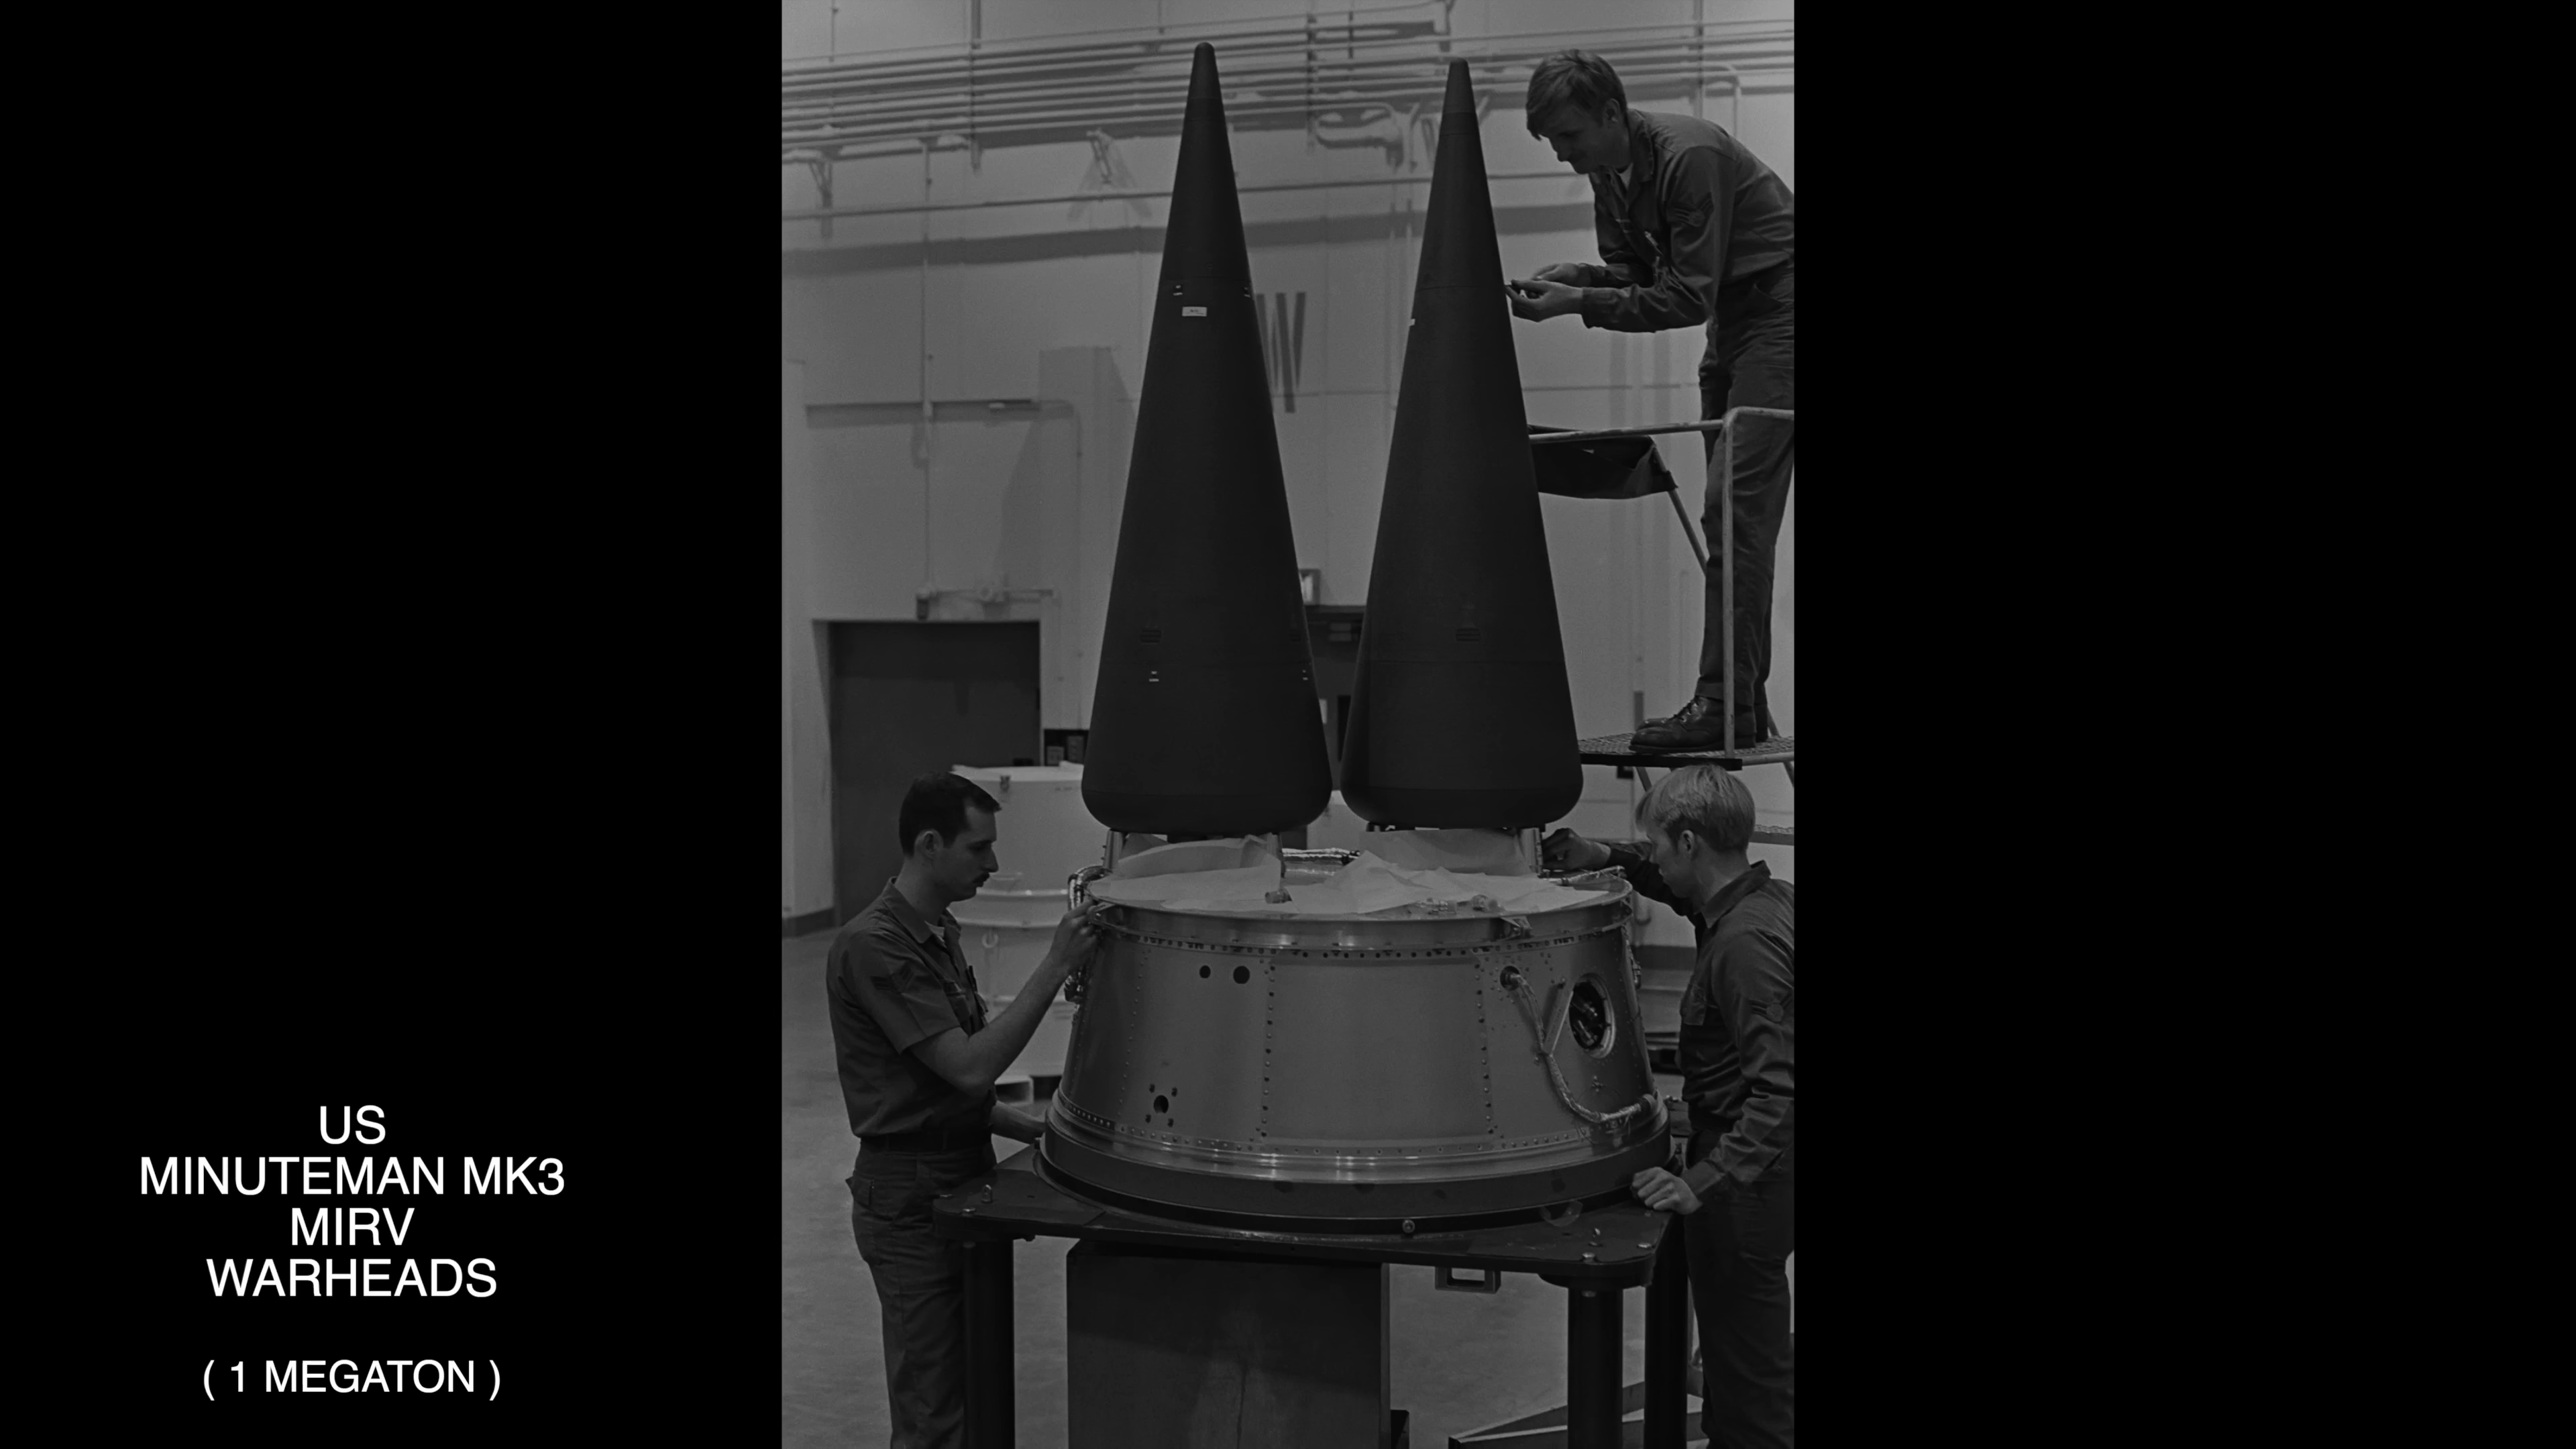 W
US
MINUTEMAN MK3
MIRV
WARHEADS
( 1 MEGATON )